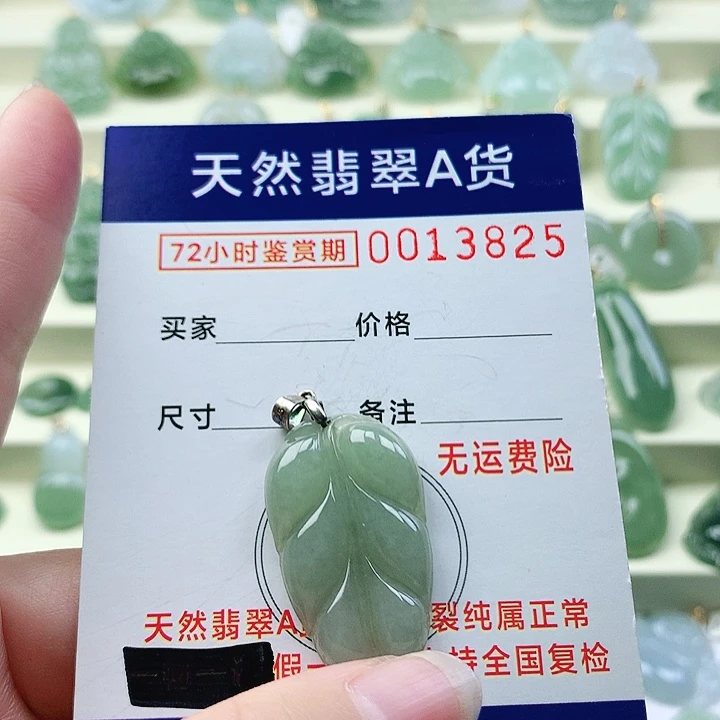 天然翡翠A货
72小时鉴赏期 0013825
买家 价格
尺寸 备注
无运费险
天然翡翠A 裂纯属正常
假一 持全国复检